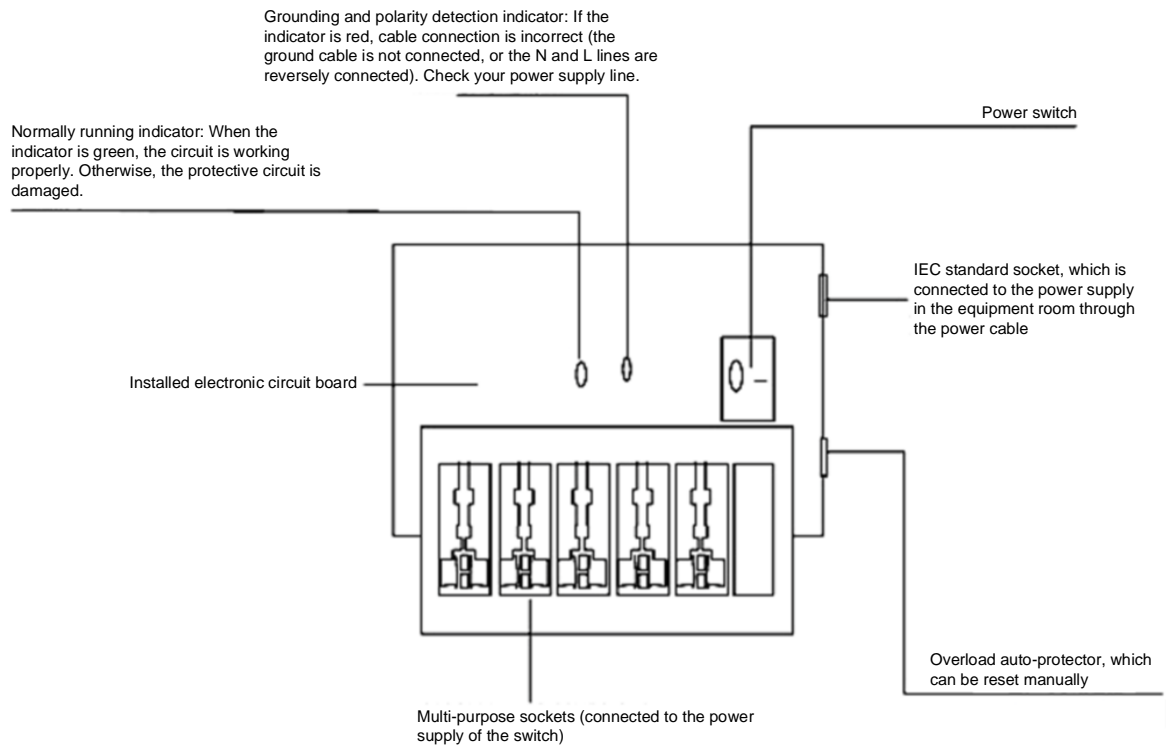 Grounding and polarity detection indicator: If the
indicator is red, cable connection is incorrect (the
ground cable is not connected, or the N and L lines are
reversely connected). Check your power supply line.
Power switch
Normally running indicator: When the
indicator is green, the circuit is working
properly. Otherwise, the protective circuit is
damaged.
IEC standard socket, which is
connected to the power supply
in the equipment room through
the power cable
Installed electronic circuit board
Overload auto-protector, which
can be reset manually
Multi-purpose sockets (connected to the power
supply of the switch)